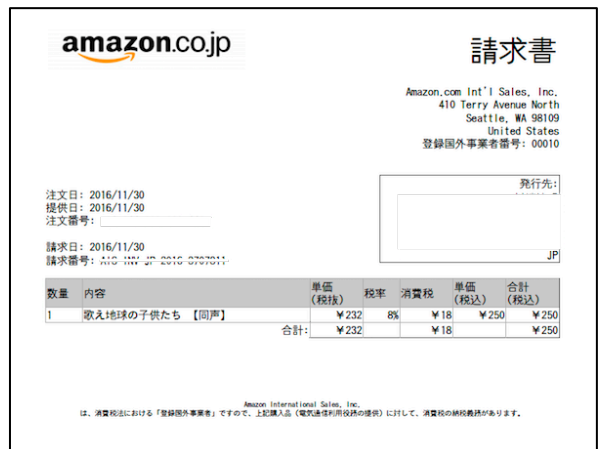 amazon.co.jp
請求書
Amazon.com Int'l Sales, Inc.
410 Terry Avenue North
Seattle, WA 98109
United States
登録国外事業者番号: 00010
発行先:
JP
注文日: 2016/11/30
提供日: 2016/11/30
注文番号:
請求日: 2016/11/30
請求番号:
数量 内容 単価(税抜) 税率 消費税 単価(税込) 合計(税込)
1 歌え地球の子供たち 【同声】 ¥232 8% ¥18 ¥250 ¥250
合計: ¥232 ¥18 ¥250
Amazon International Sales, Inc.
は、消費税法における「登録国外事業者」ですので、上記購入品（電気通信利用役務の提供）に対して、消費税の納税義務があります。